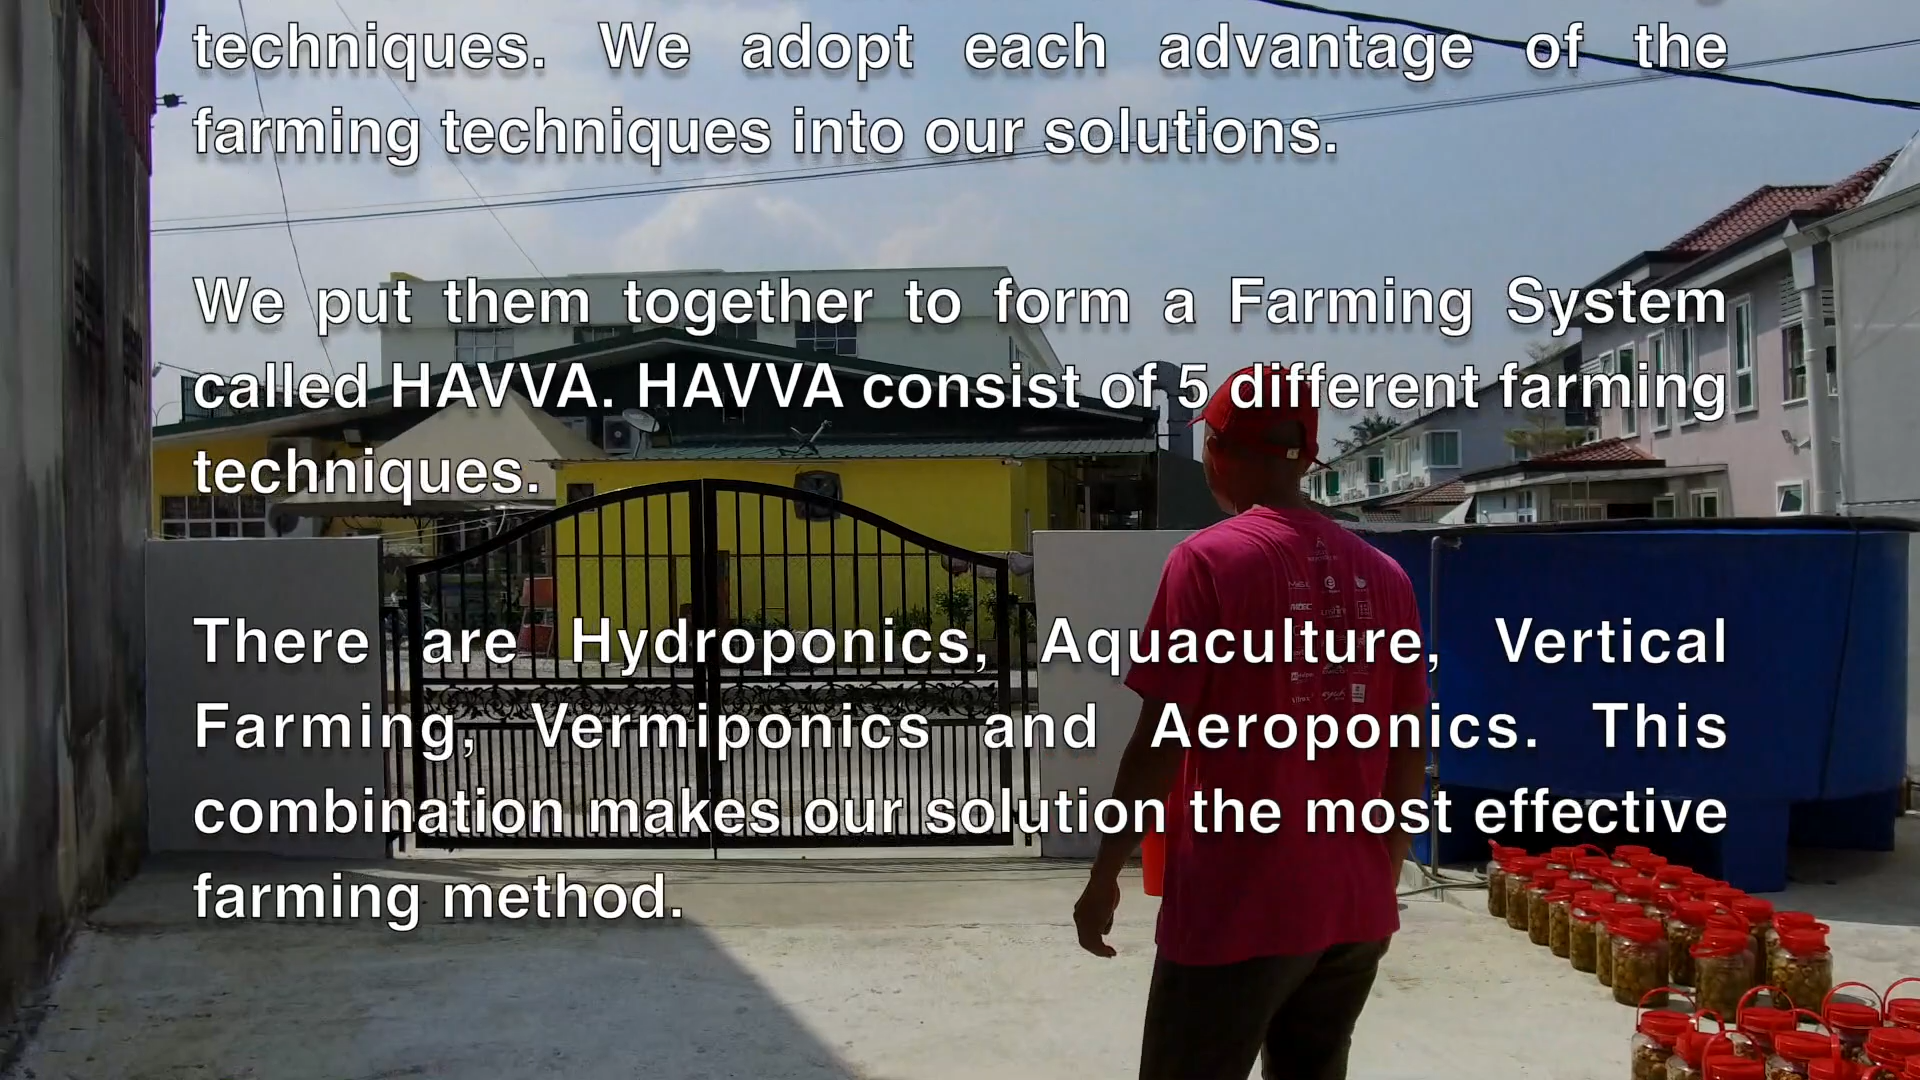 techniques. We adopt each advantage of the
farming techniques into our solutions.
We put them together to form a Farming System
called HAVVA. HAVVA consist of 5 different farming
techniques.
There are Hydroponics, Aquaculture, Vertical
Farming, Vermiponics and Aeroponics. This
combination makes our solution the most effective
farming method.